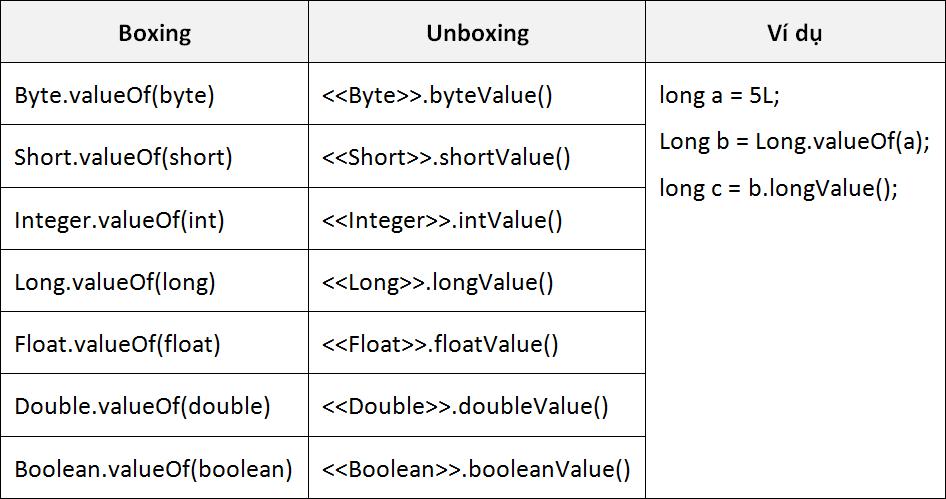 Boxing Unboxing Ví dụ
Byte.valueOf(byte) <<Byte>>.byteValue() long a = 5L;
Short.valueOf(short) <<Short>>.shortValue() Long b = Long.valueOf(a);
Integer.valueOf(int) <<Integer>>.intValue() long c = b.longValue();
Long.valueOf(long) <<Long>>.longValue()
Float.valueOf(float) <<Float>>.floatValue()
Double.valueOf(double) <<Double>>.doubleValue()
Boolean.valueOf(boolean) <<Boolean>>.booleanValue()